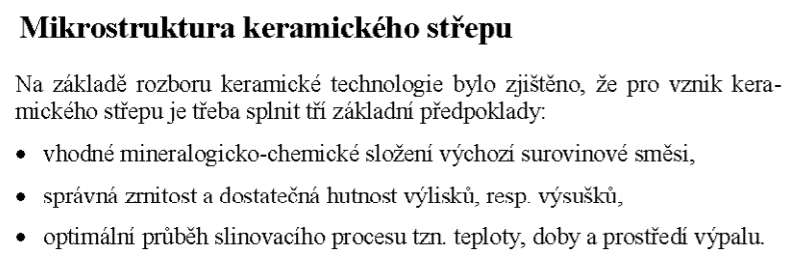 Mikrostruktura keramického střepu
Na základě rozboru keramické technologie bylo zjištěno, že pro vznik kera-
mického střepu je třeba splnit tří základní předpoklady:
• vhodné mineralogicko-chemické složení výchozí surovinové směsi,
• správná zrnitost a dostatečná hutnost výlisků, resp. výsušků,
• optimální průběh slinovacího procesu tzn. teploty, doby a prostředí výpalu.